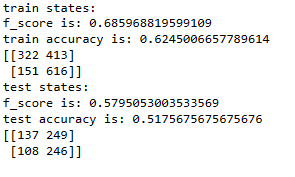 train states:
f_score is: 0.685968819599109
train accuracy is: 0.6245006657789614
[[322 413]
 [151 616]]
test states:
f_score is: 0.5795053003533569
test accuracy is: 0.5175675675675676
[[137 249]
 [108 246]]